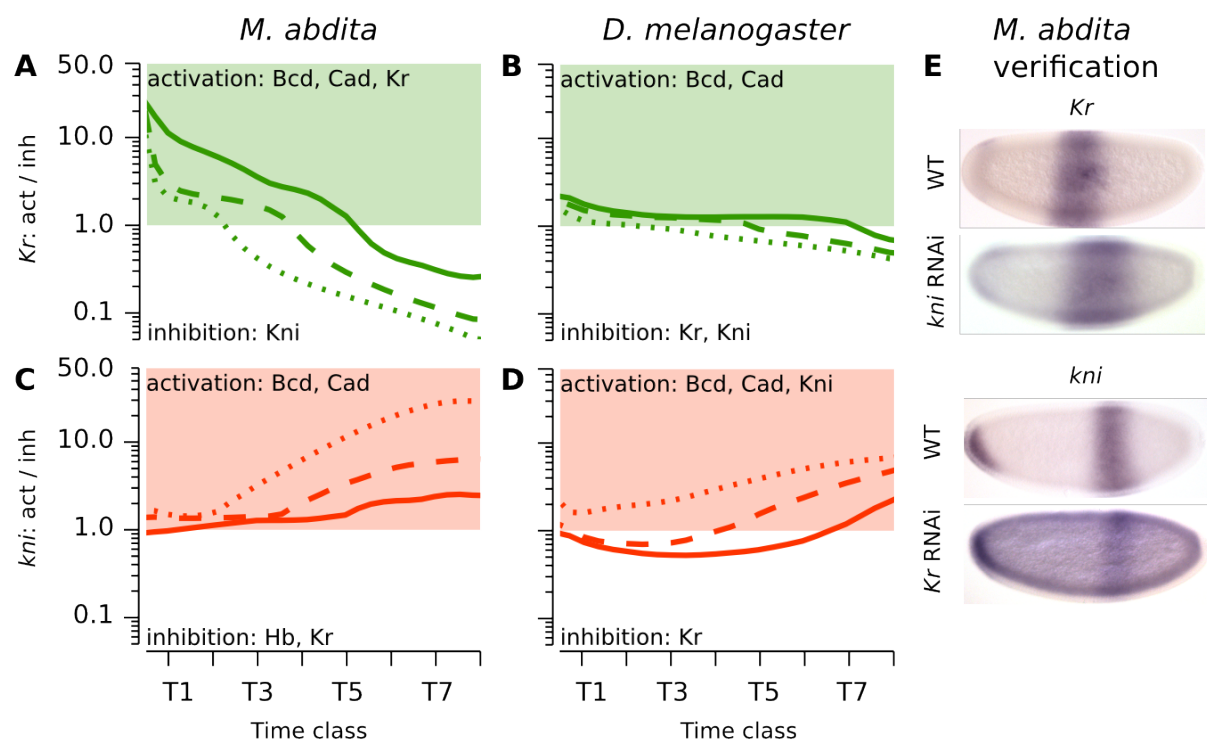 M. abdita
D. melanogaster
M. abdita
verification
A
50.0
10.0
1.0
0.1
Kr: act / inh
activation: Bcd, Cad, Kr
inhibition: Kni
B
activation: Bcd, Cad
inhibition: Kr, Kni
E
Kr
WT
kni RNAi
C
50.0
10.0
1.0
0.1
kni: act / inh
activation: Bcd, Cad
inhibition: Hb, Kr
T1 T3 T5 T7
Time class
D
activation: Bcd, Cad, Kni
inhibition: Kr
T1 T3 T5 T7
Time class
kni
WT
Kr RNAi